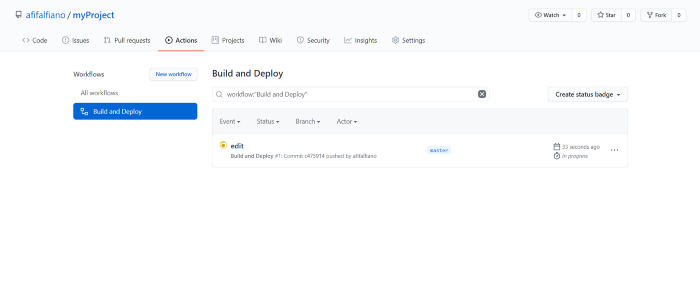 afifalfiano / myProject
Watch 0 Star 0 Fork 0
Code Issues Pull requests Actions Projects Wiki Security Insights Settings
Workflows New workflow
All workflows
Build and Deploy
Build and Deploy
workflow:"Build and Deploy"
Create status badge
Event Status Branch Actor
edit
Build and Deploy #1: Commit c475914 pushed by afifalfiano
master
33 seconds ago
In progress